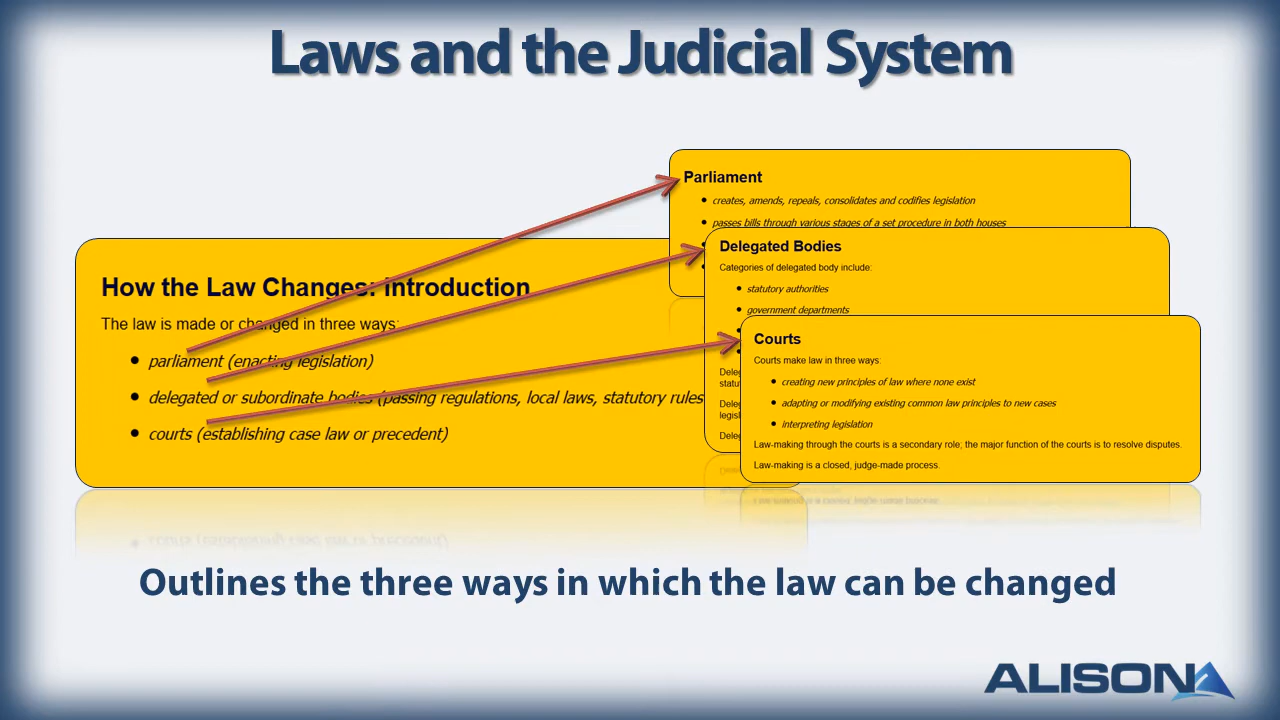 Laws and the Judicial System
How the Law Changes: Introduction
The law is made or changed in three ways:
parliament (enacting legislation)
delegated or subordinate bodies (passing regulations, local laws, statutory rules
courts (establishing case law or precedent)
Parliament
creates, amends, repeals, consolidates and codifies legislation
passes bills through various stages of a set procedure in both houses
Delegated Bodies
Categories of delegated body include:
statutory authorities
government departments
Courts
Courts make law in three ways:
creating new principles of law where none exist
adapting or modifying existing common law principles to new cases
interpreting legislation
Law-making through the courts is a secondary role; the major function of the courts is to resolve disputes.
Law-making is a closed, judge-made process.
Outlines the three ways in which the law can be changed
ALISON